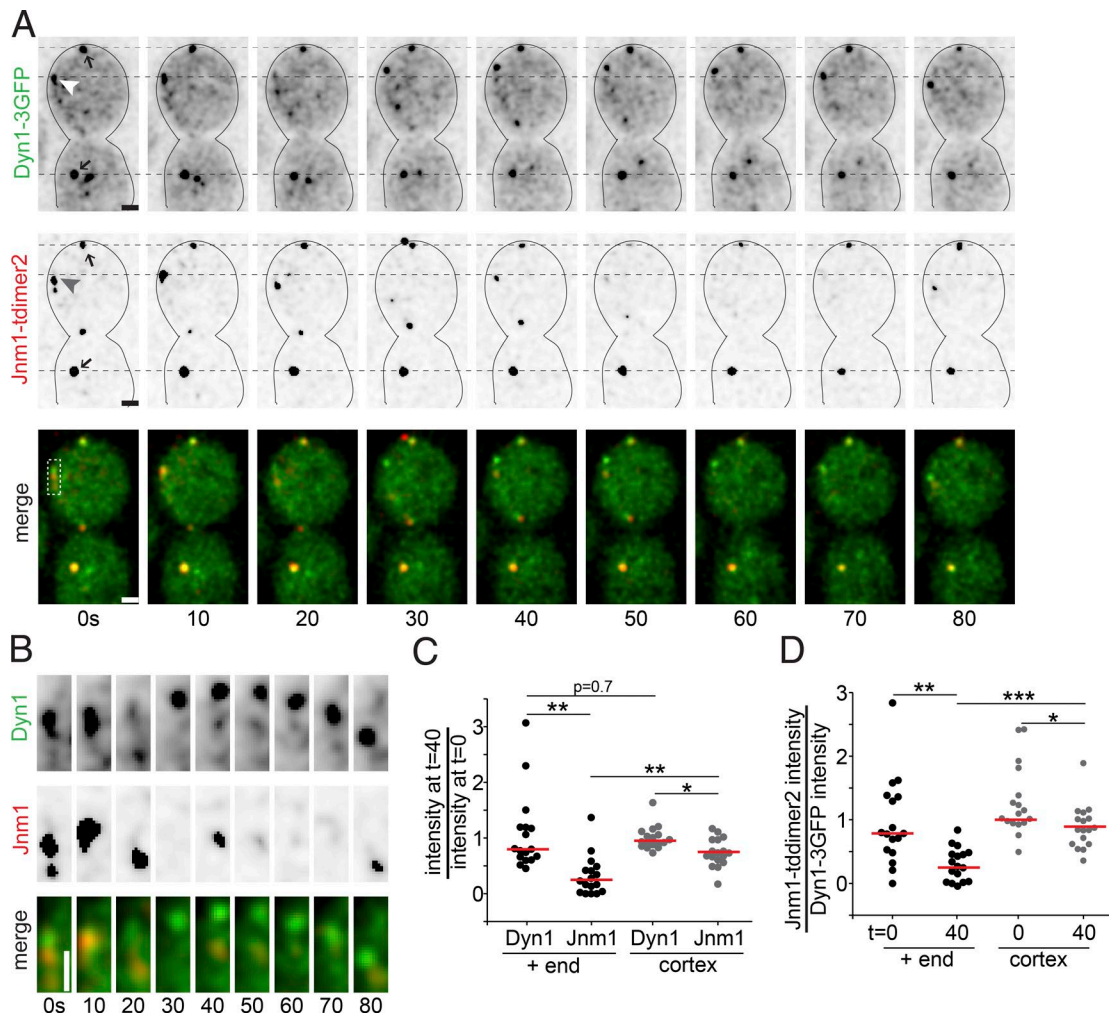 A
Dyn1-3GFP
Jnm1-tdimer2
merge
0s 10 20 30 40 50 60 70 80
B
Dyn1
Jnm1
merge
0s 10 20 30 40 50 60 70 80
C
intensity at t=40
intensity at t=0
3
2
1
0
p=0.7
**
**
*
Dyn1 Jnm1 Dyn1 Jnm1
+ end cortex
D
Jnm1-tddimer2 intensity
Dyn1-3GFP intensity
3
2
1
0
**
***
*
t=0 40 0 40
+ end cortex